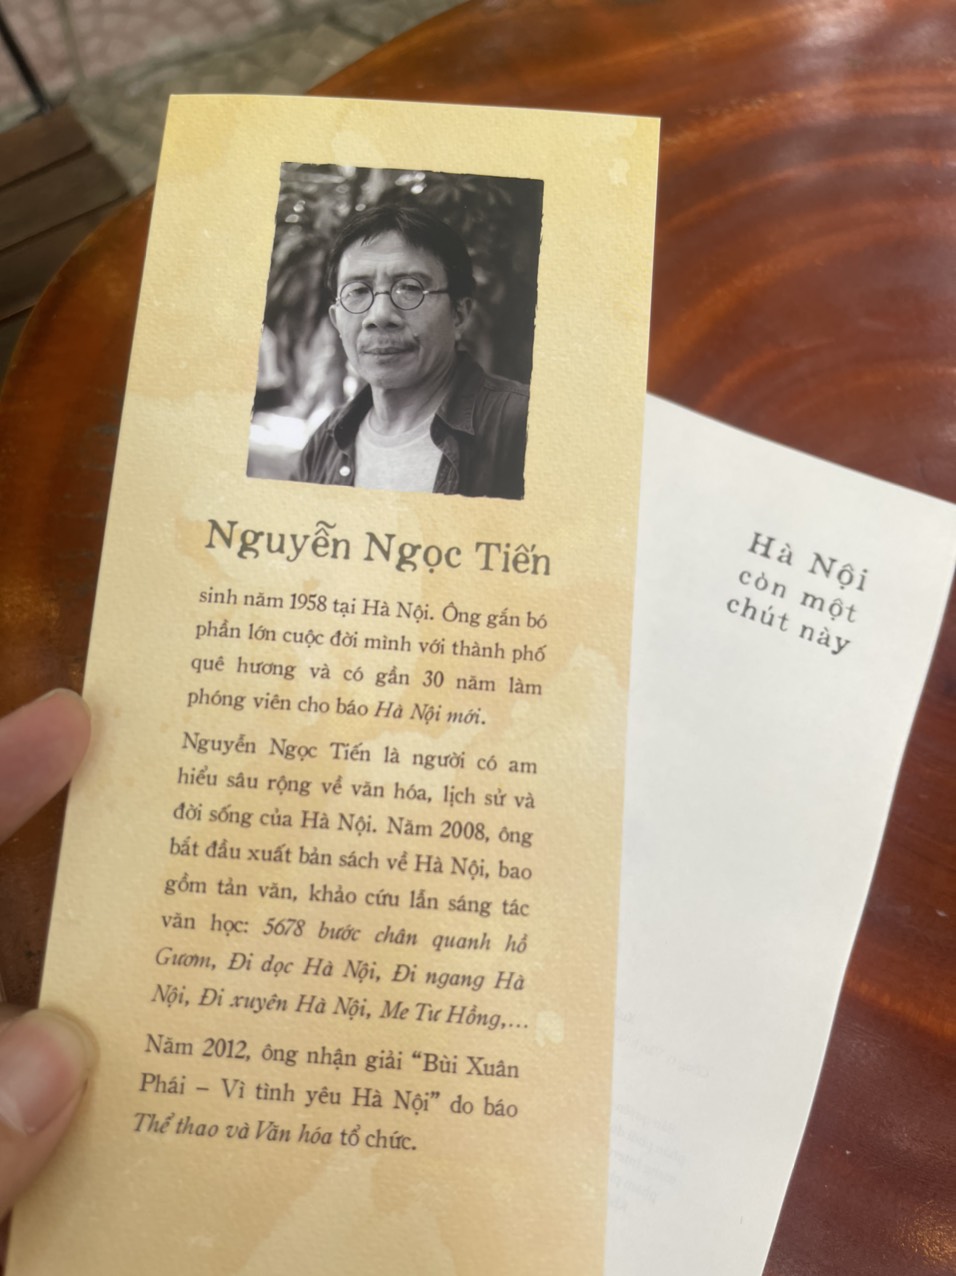 Nguyễn Ngọc Tiến
sinh năm 1958 tại Hà Nội. Ông gắn bó
phần lớn cuộc đời mình với thành phố
quê hương và có gần 30 năm làm
phóng viên cho báo Hà Nội mới.
Nguyễn Ngọc Tiến là người có am
hiểu sâu rộng về văn hóa, lịch sử và
đời sống của Hà Nội. Năm 2008, ông
bắt đầu xuất bản sách về Hà Nội, bao
gồm tản văn, khảo cứu lẫn sáng tác
văn học: 5678 bước chân quanh hồ
Gươm, Đi dọc Hà Nội, Đi ngang Hà
Nội, Đi xuyên Hà Nội, Me Tư Hồng,...
Năm 2012, ông nhận giải “Bùi Xuân
Phái – Vì tình yêu Hà Nội” do báo
Thể thao và Văn hóa tổ chức.
Hà Nội
còn một
chút này